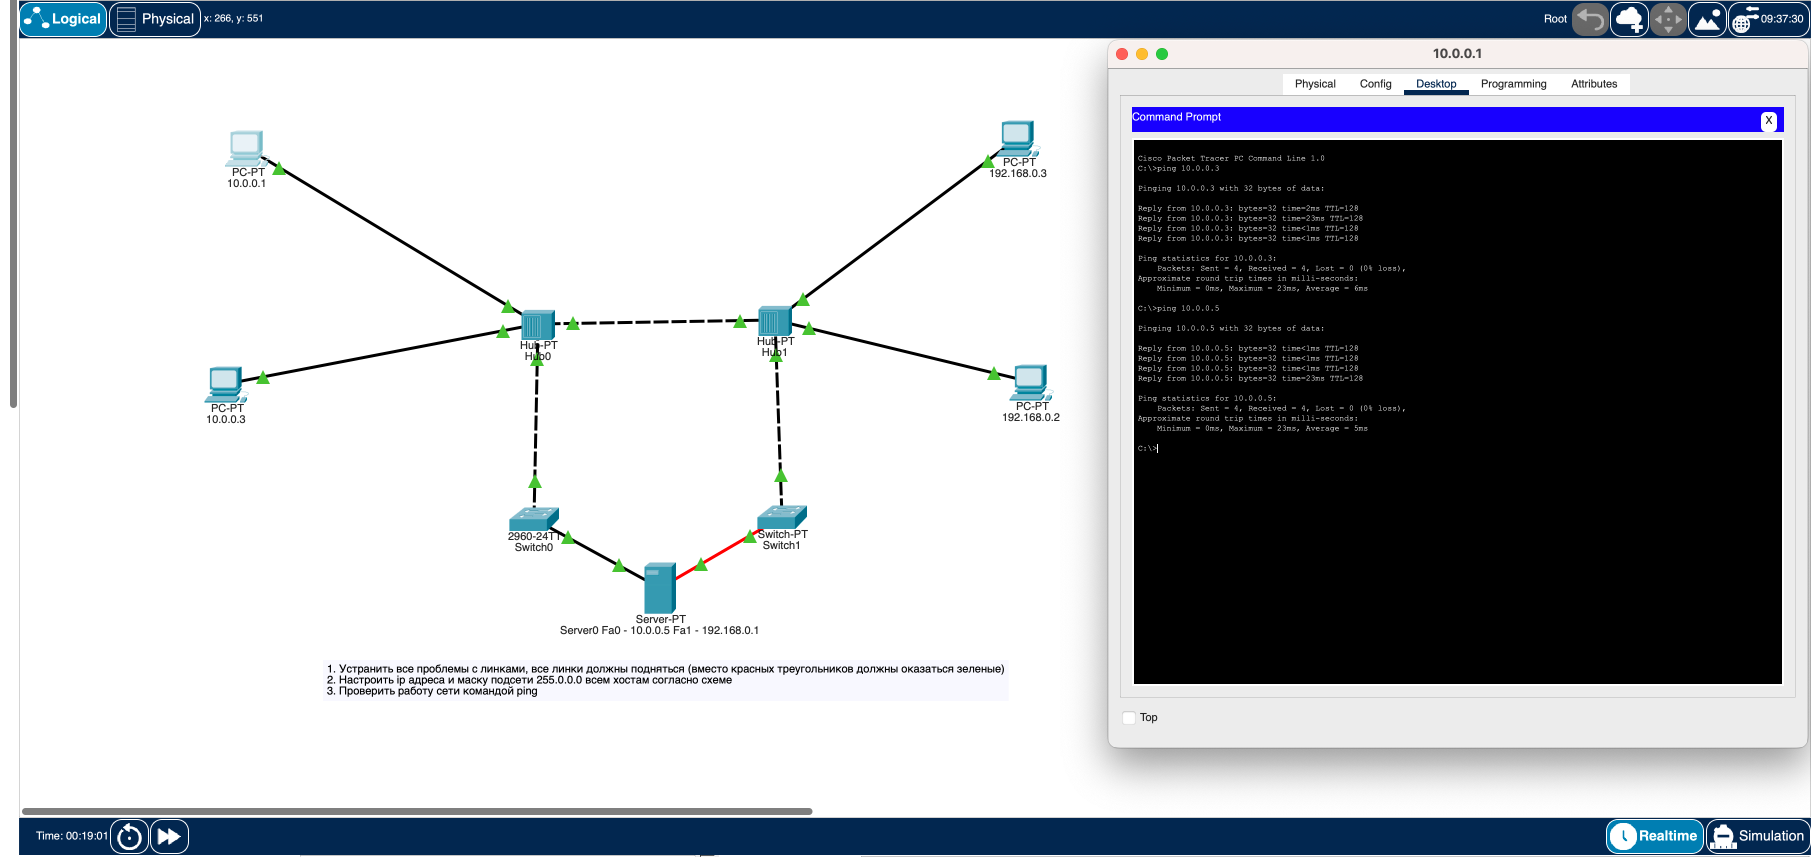 Logical
Physical
x: 266, y: 551
Root
09:37:30
10.0.0.1
Physical
Config
Desktop
Programming
Attributes
Command Prompt
X
Cisco Packet Tracer PC Command Line 1.0
C:\>ping 10.0.0.3
Pinging 10.0.0.3 with 32 bytes of data:
Reply from 10.0.0.3: bytes=32 time=2ms TTL=128
Reply from 10.0.0.3: bytes=32 time=23ms TTL=128
Reply from 10.0.0.3: bytes=32 time<1ms TTL=128
Reply from 10.0.0.3: bytes=32 time<1ms TTL=128
Ping statistics for 10.0.0.3:
Packets: Sent = 4, Received = 4, Lost = 0 (0% loss),
Approximate round trip times in milli-seconds:
Minimum = 0ms, Maximum = 23ms, Average = 6ms
C:\>ping 10.0.0.5
Pinging 10.0.0.5 with 32 bytes of data:
Reply from 10.0.0.5: bytes=32 time<1ms TTL=128
Reply from 10.0.0.5: bytes=32 time<1ms TTL=128
Reply from 10.0.0.5: bytes=32 time<1ms TTL=128
Reply from 10.0.0.5: bytes=32 time=23ms TTL=128
Ping statistics for 10.0.0.5:
Packets: Sent = 4, Received = 4, Lost = 0 (0% loss),
Approximate round trip times in milli-seconds:
Minimum = 0ms, Maximum = 23ms, Average = 5ms
C:\>
Top
PC-PT
10.0.0.1
PC-PT
192.168.0.3
Hub-PT
Hub0
Hub-PT
Hub1
PC-PT
10.0.0.3
PC-PT
192.168.0.2
2960-24TT
Switch0
Switch-PT
Switch1
Server-PT
Server0 Fa0 - 10.0.0.5 Fa1 - 192.168.0.1
1. Устранить все проблемы с линками, все линки должны подняться (вместо красных треугольников должны оказаться зеленые)
2. Настроить ip адреса и маску подсети 255.0.0.0 всем хостам согласно схеме
3. Проверить работу сети командой ping
Time: 00:19:01
Realtime
Simulation